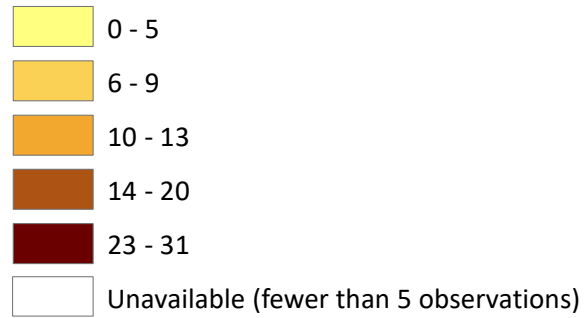 0 - 5
6 - 9
10 - 13
14 - 20
23 - 31
Unavailable (fewer than 5 observations)